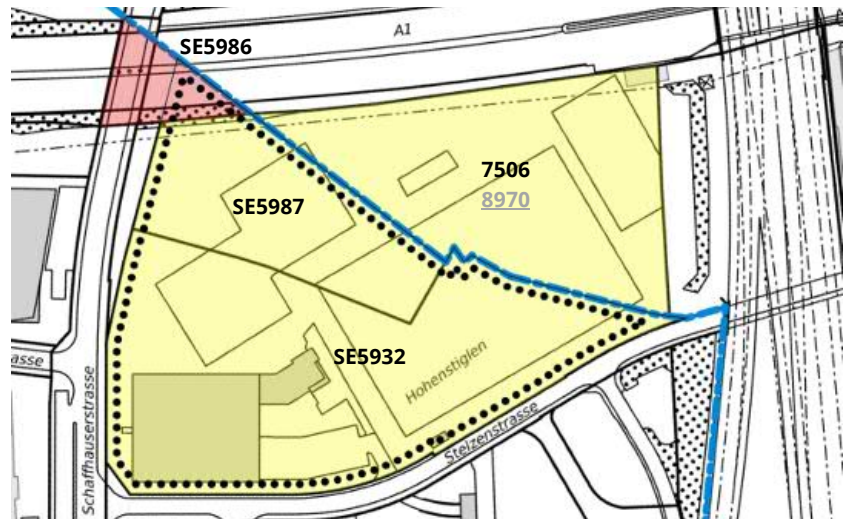 A1
SE5986
7506
8970
SE5987
SE5932
asse
Hohenstiglen
Stelzenstrasse
Schaffhauserstrasse